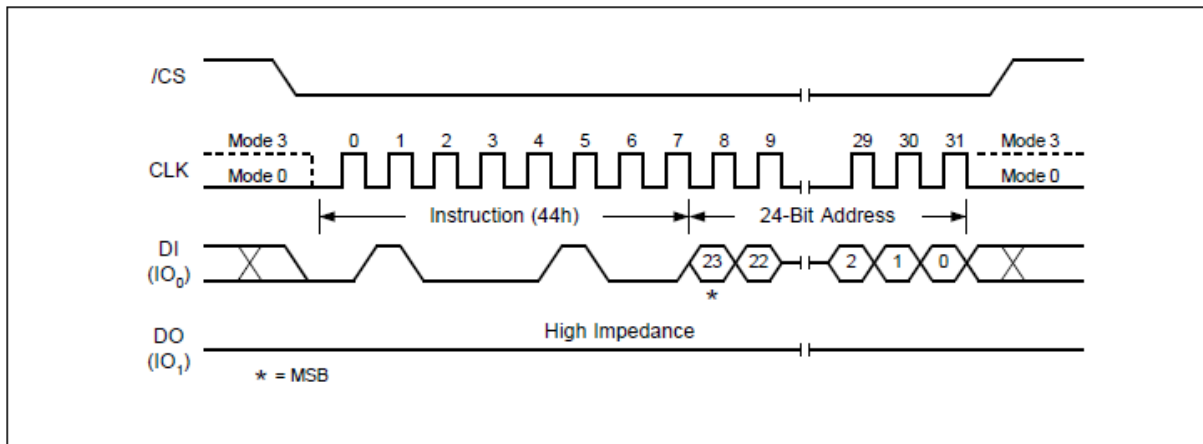 /CS
Mode 3 0 1 2 3 4 5 6 7 8 9 29 30 31 Mode 3
CLK
Mode 0 Mode 0
Instruction (44h) 24-Bit Address
DI
(IO0) 23 22 2 1 0
*
High Impedance
DO
(IO1)
* = MSB